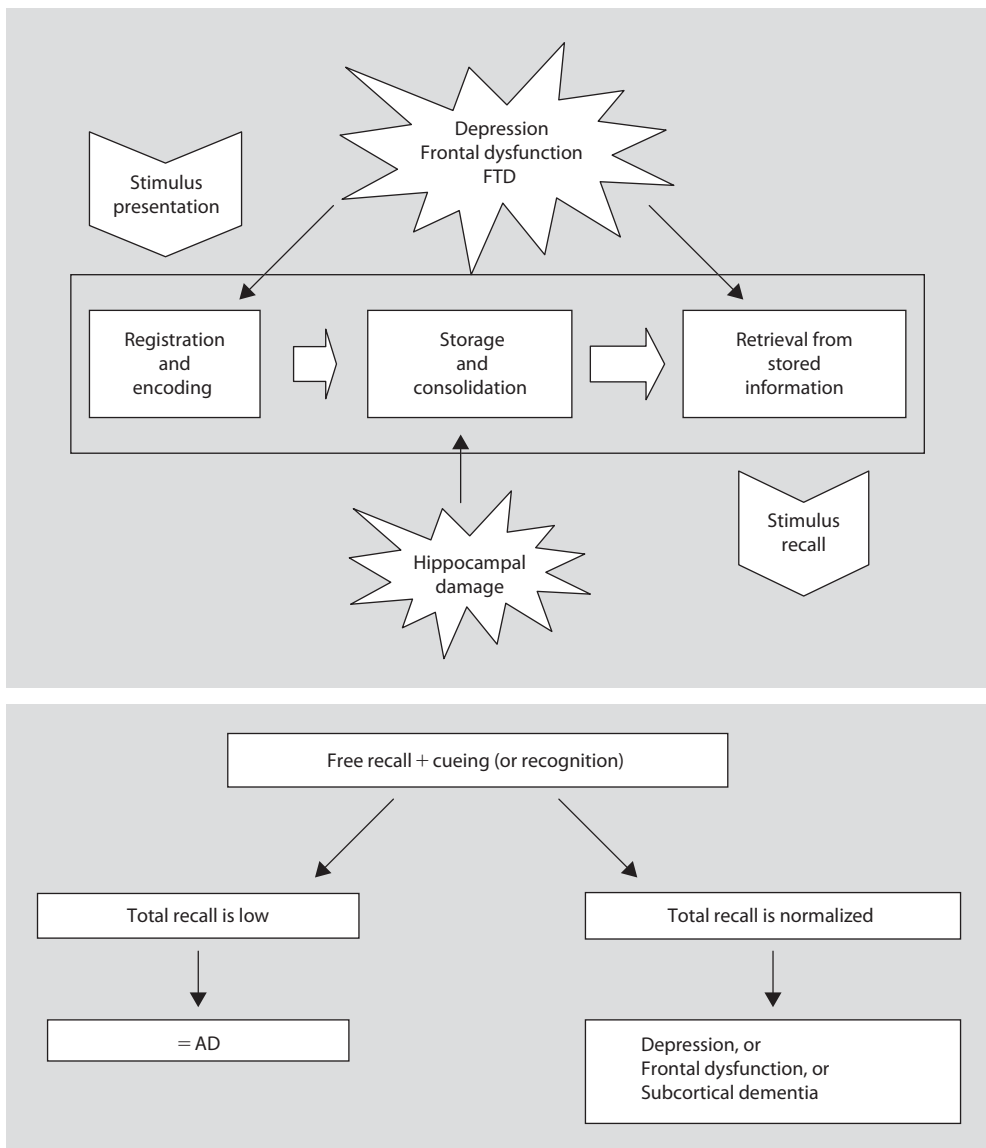 Depression
Frontal dysfunction
FTD
Stimulus
presentation
Registration
and
encoding
Storage
and
consolidation
Retrieval from
stored
information
Hippocampal
damage
Stimulus
recall
Free recall + cueing (or recognition)
Total recall is low
Total recall is normalized
= AD
Depression, or
Frontal dysfunction, or
Subcortical dementia